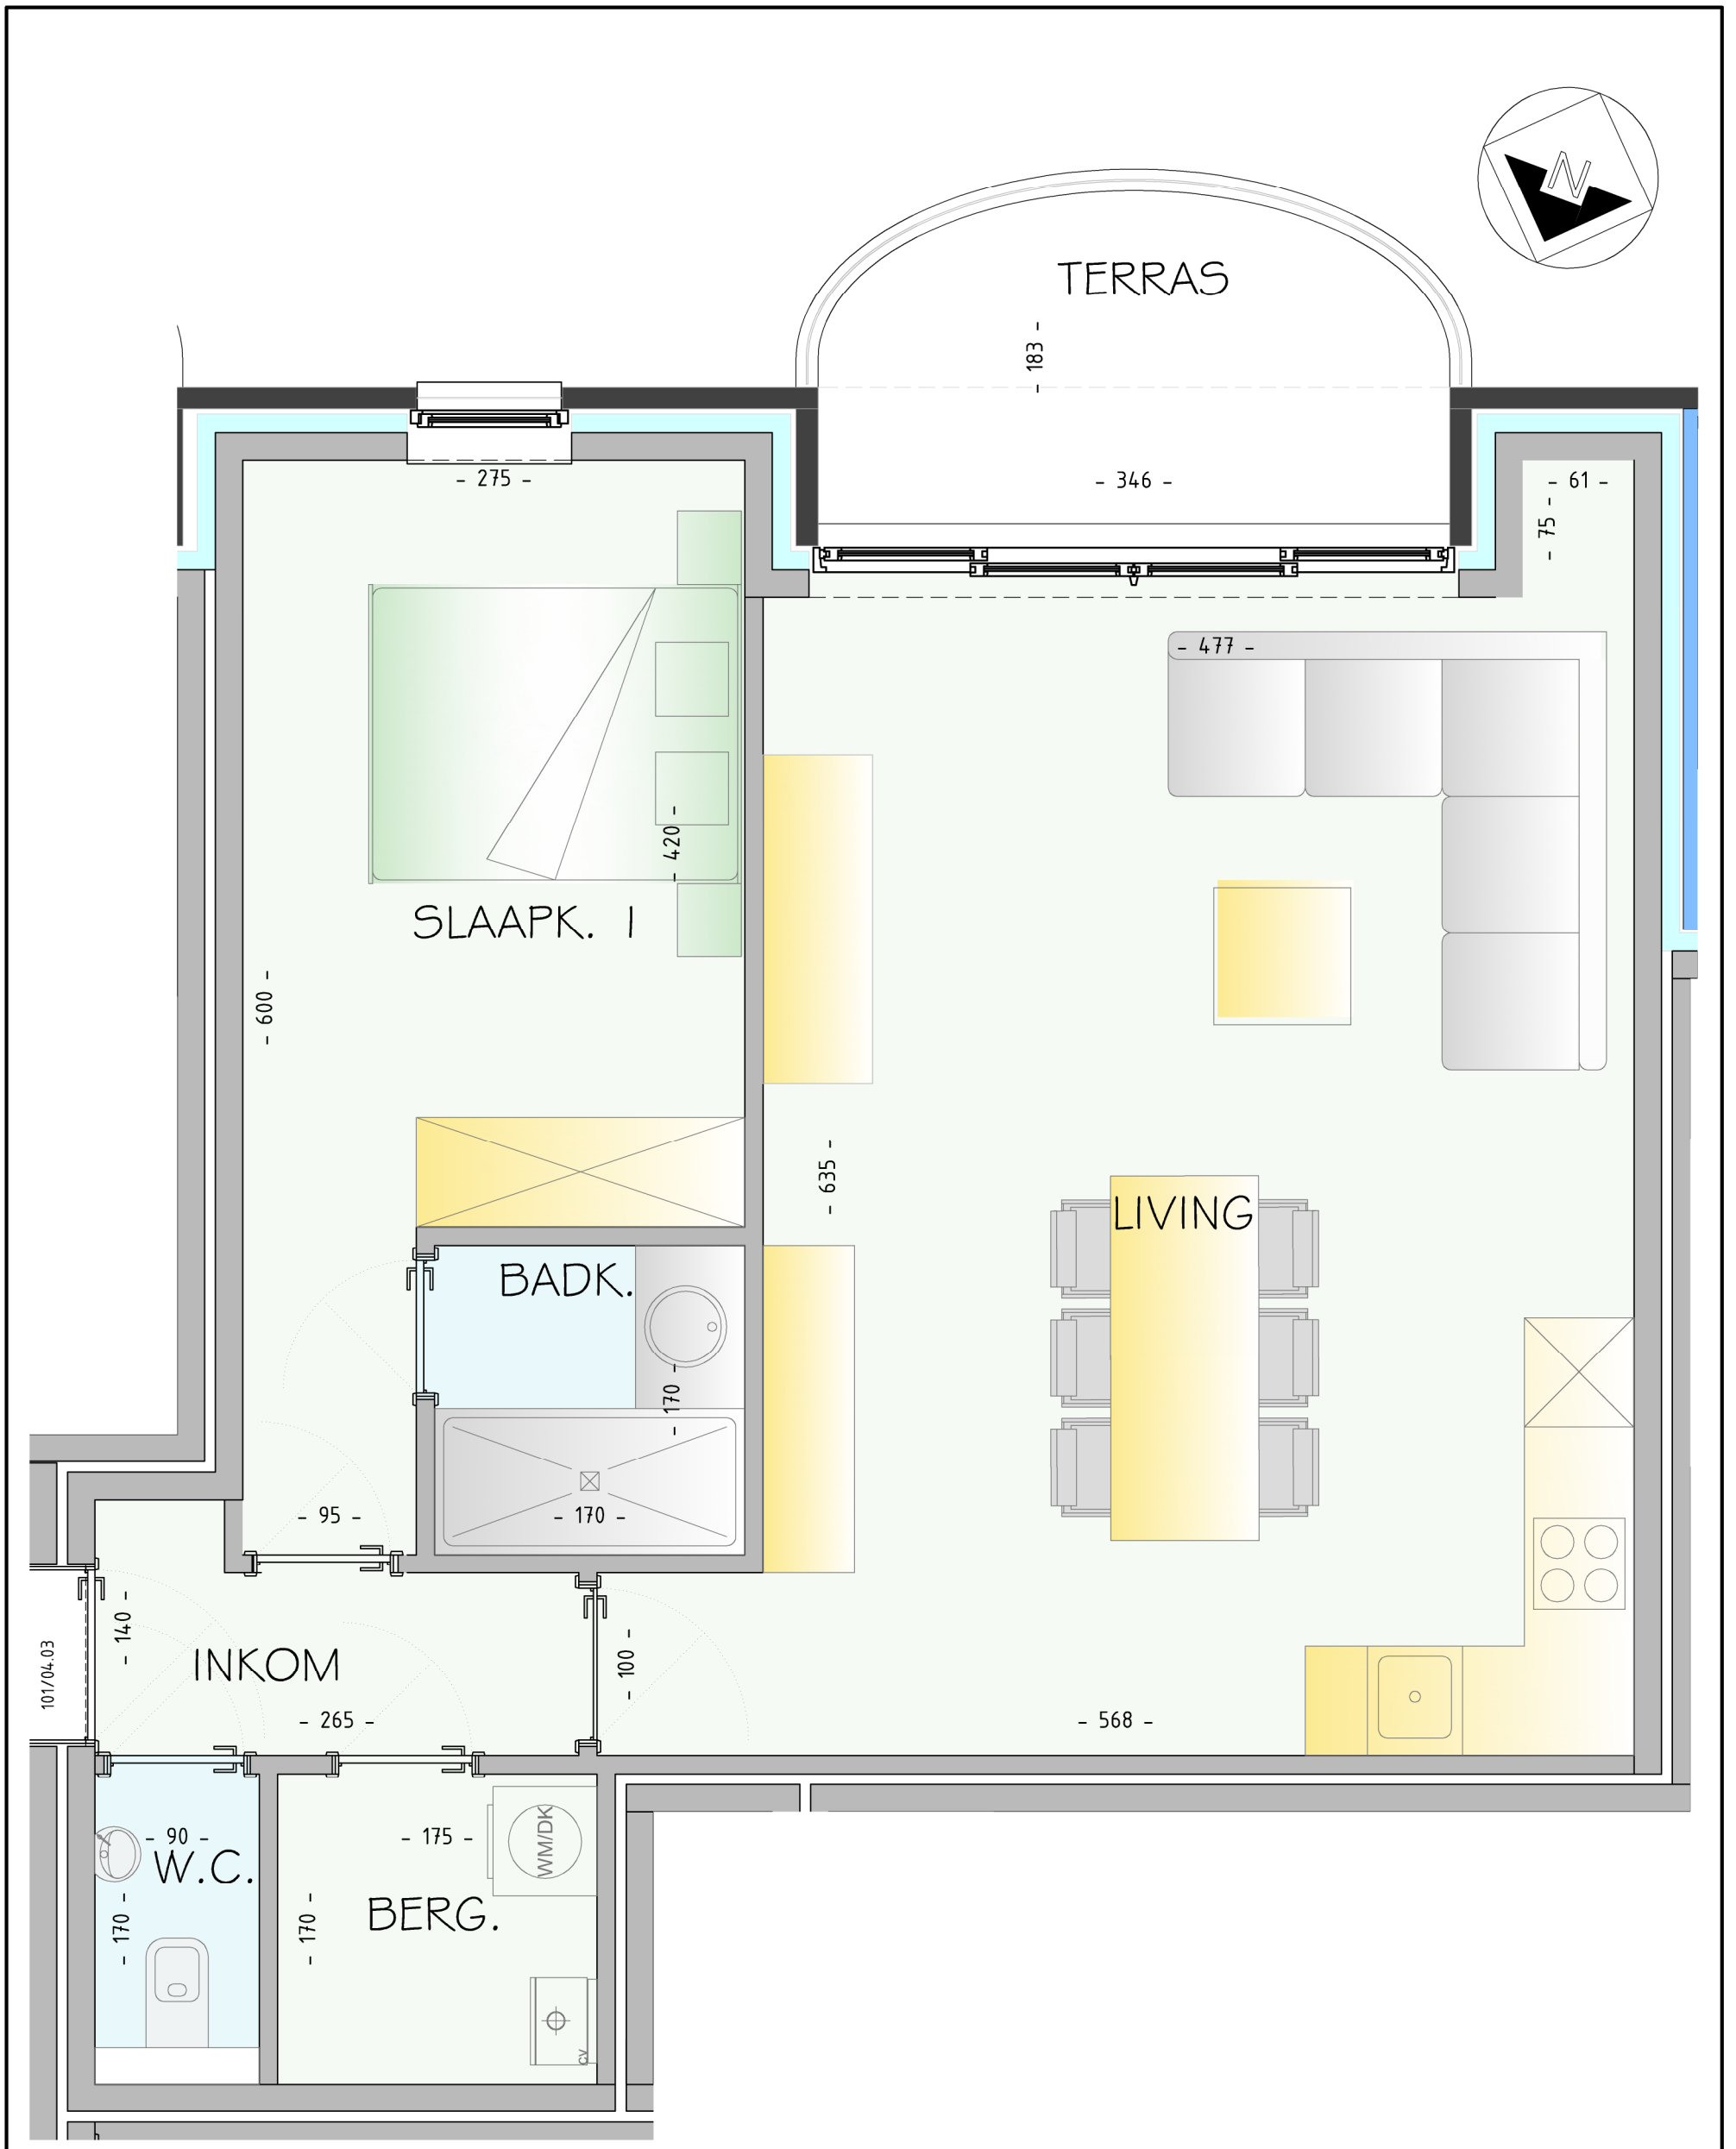 N
TERRAS
- 183 -
- 275 -
- 346 -
- 61 -
- 75 -
- 477 -
- 420 -
SLAAPK. 1
- 600 -
- 635 -
LIVING
BADK.
- 170 -
- 95 -
- 170 -
- 140 -
INKOM
- 100 -
101/04.03
- 265 -
- 568 -
- 90 -
W.C.
- 175 -
WM/DK
BERG.
- 170 -
- 170 -
CV